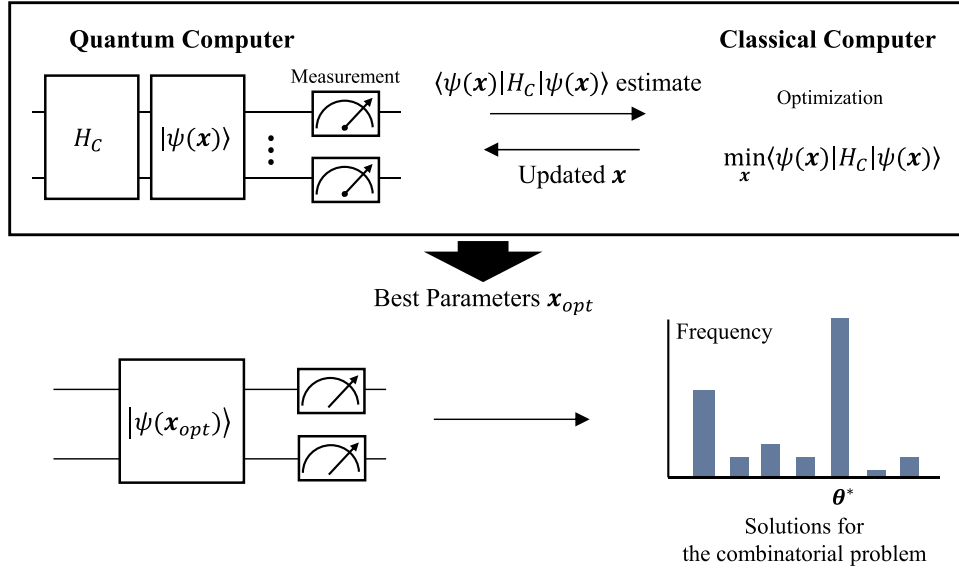 Quantum Computer
Classical Computer
Measurement
⟨ψ(𝒙)|H_C|ψ(𝒙)⟩ estimate
Optimization
H_C
|ψ(𝒙)⟩
min_𝒙⟨ψ(𝒙)|H_C|ψ(𝒙)⟩
Updated 𝒙
Best Parameters 𝒙_opt
Frequency
|ψ(𝒙_opt)⟩
𝜽*
Solutions for
the combinatorial problem